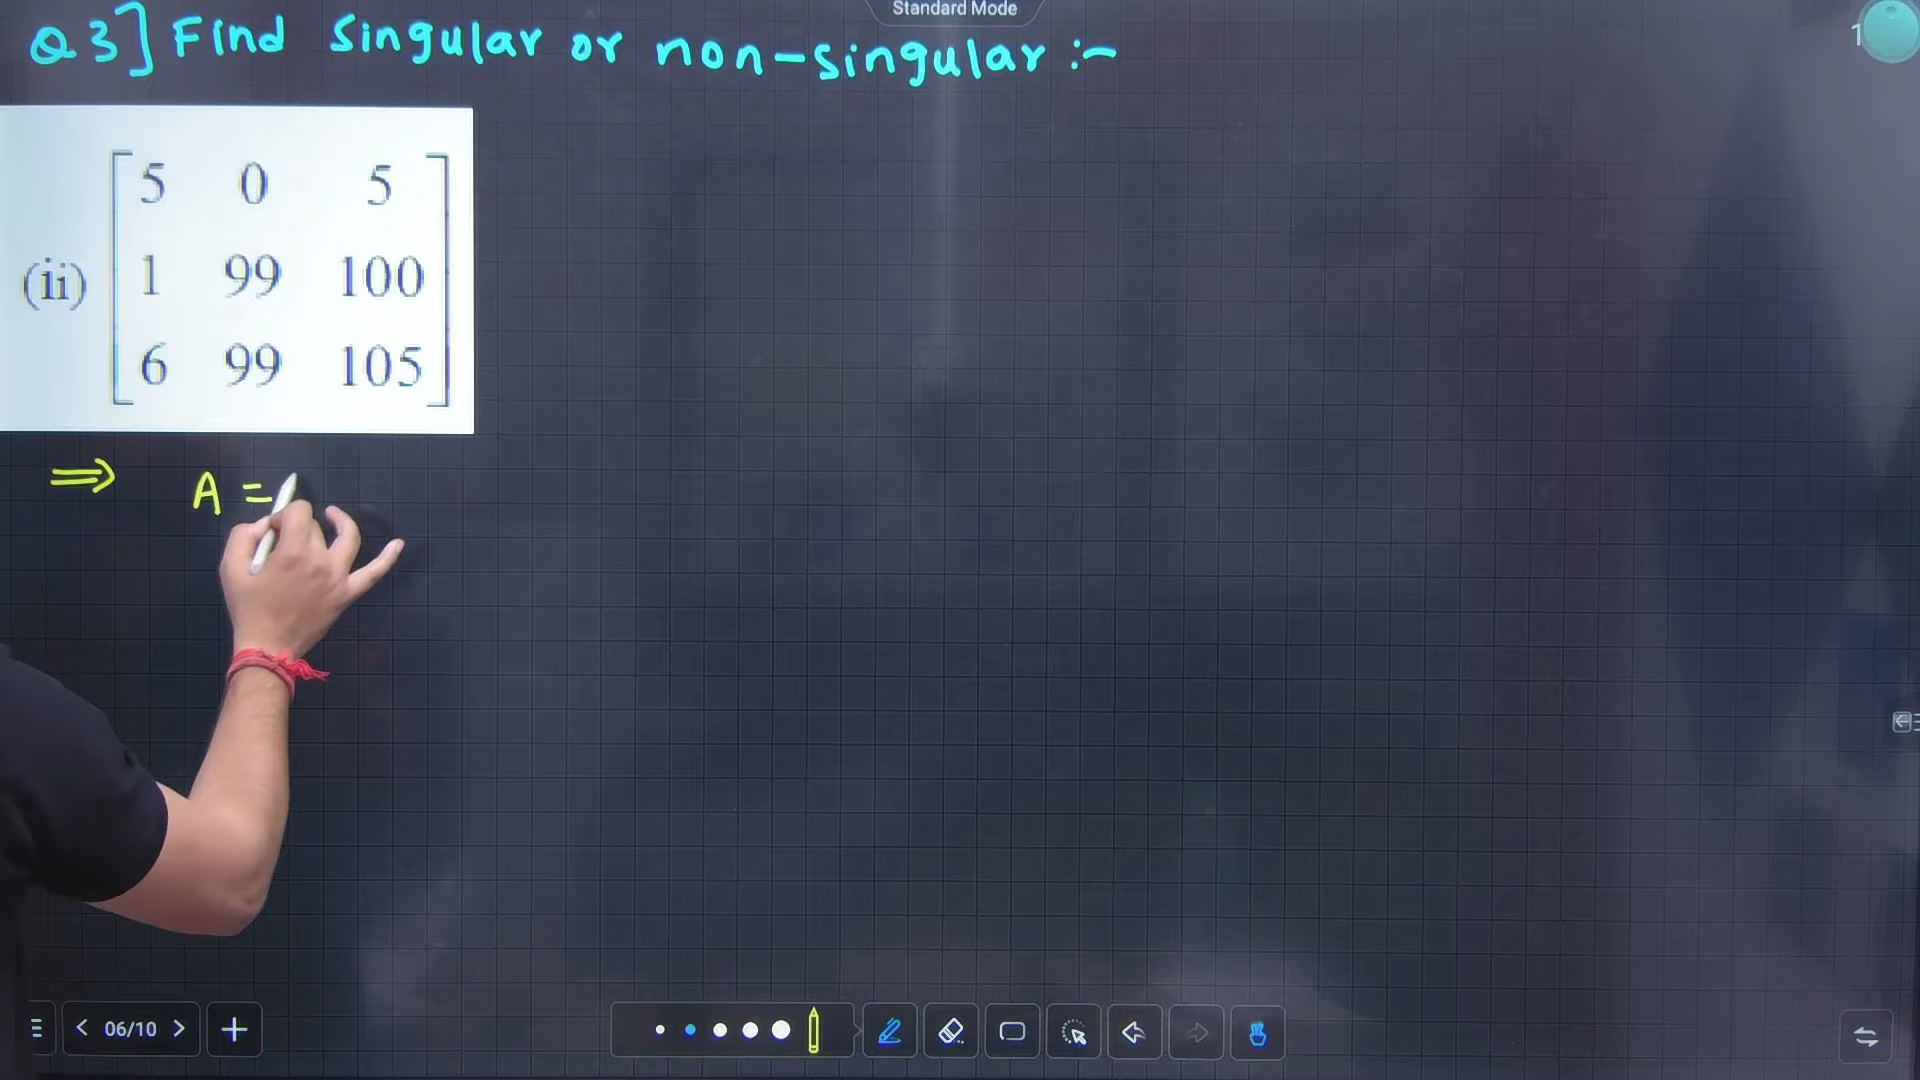 Standard Mode
Q3] Find singular or non-singular :-
1
(ii) [5 0 5
1 99 100
6 99 105]
⇒ A =
06/10